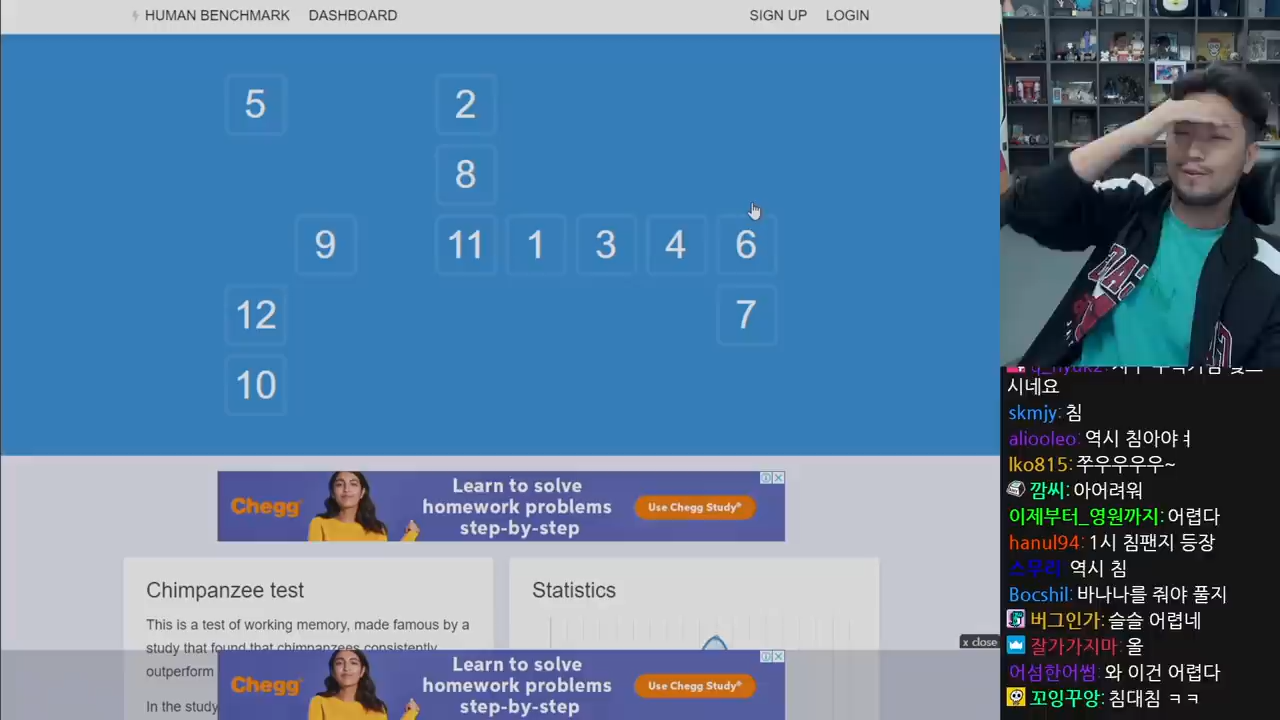 HUMAN BENCHMARK DASHBOARD SIGN UP LOGIN
5 2
8
9 11 1 3 4 6
12 7
10
Chegg
Learn to solve
homework problems
step-by-step
Use Chegg Study
Chimpanzee test
This is a test of working memory, made famous by a
study that found that chimpanzees consistently
outperform
In the study
Statistics
x close
Chegg
Learn to solve
homework problems
step-by-step
Use Chegg Study
시네요
skmjy: 침
aliooleo: 역시 침아야ㅕ
lko815: 쭈우우우우~
깜씨: 아어려워
이제부터_영원까지: 어렵다
hanul94: 1시 침팬지 등장
스무리: 역시 침
Bocshil: 바나나를 줘야 풀지
버그인가: 슬슬 어렵네
잘가가지마: 올
어섬한어썸: 와 이건 어렵다
꼬잉꾸앙: 침대침 ㅋㅋ